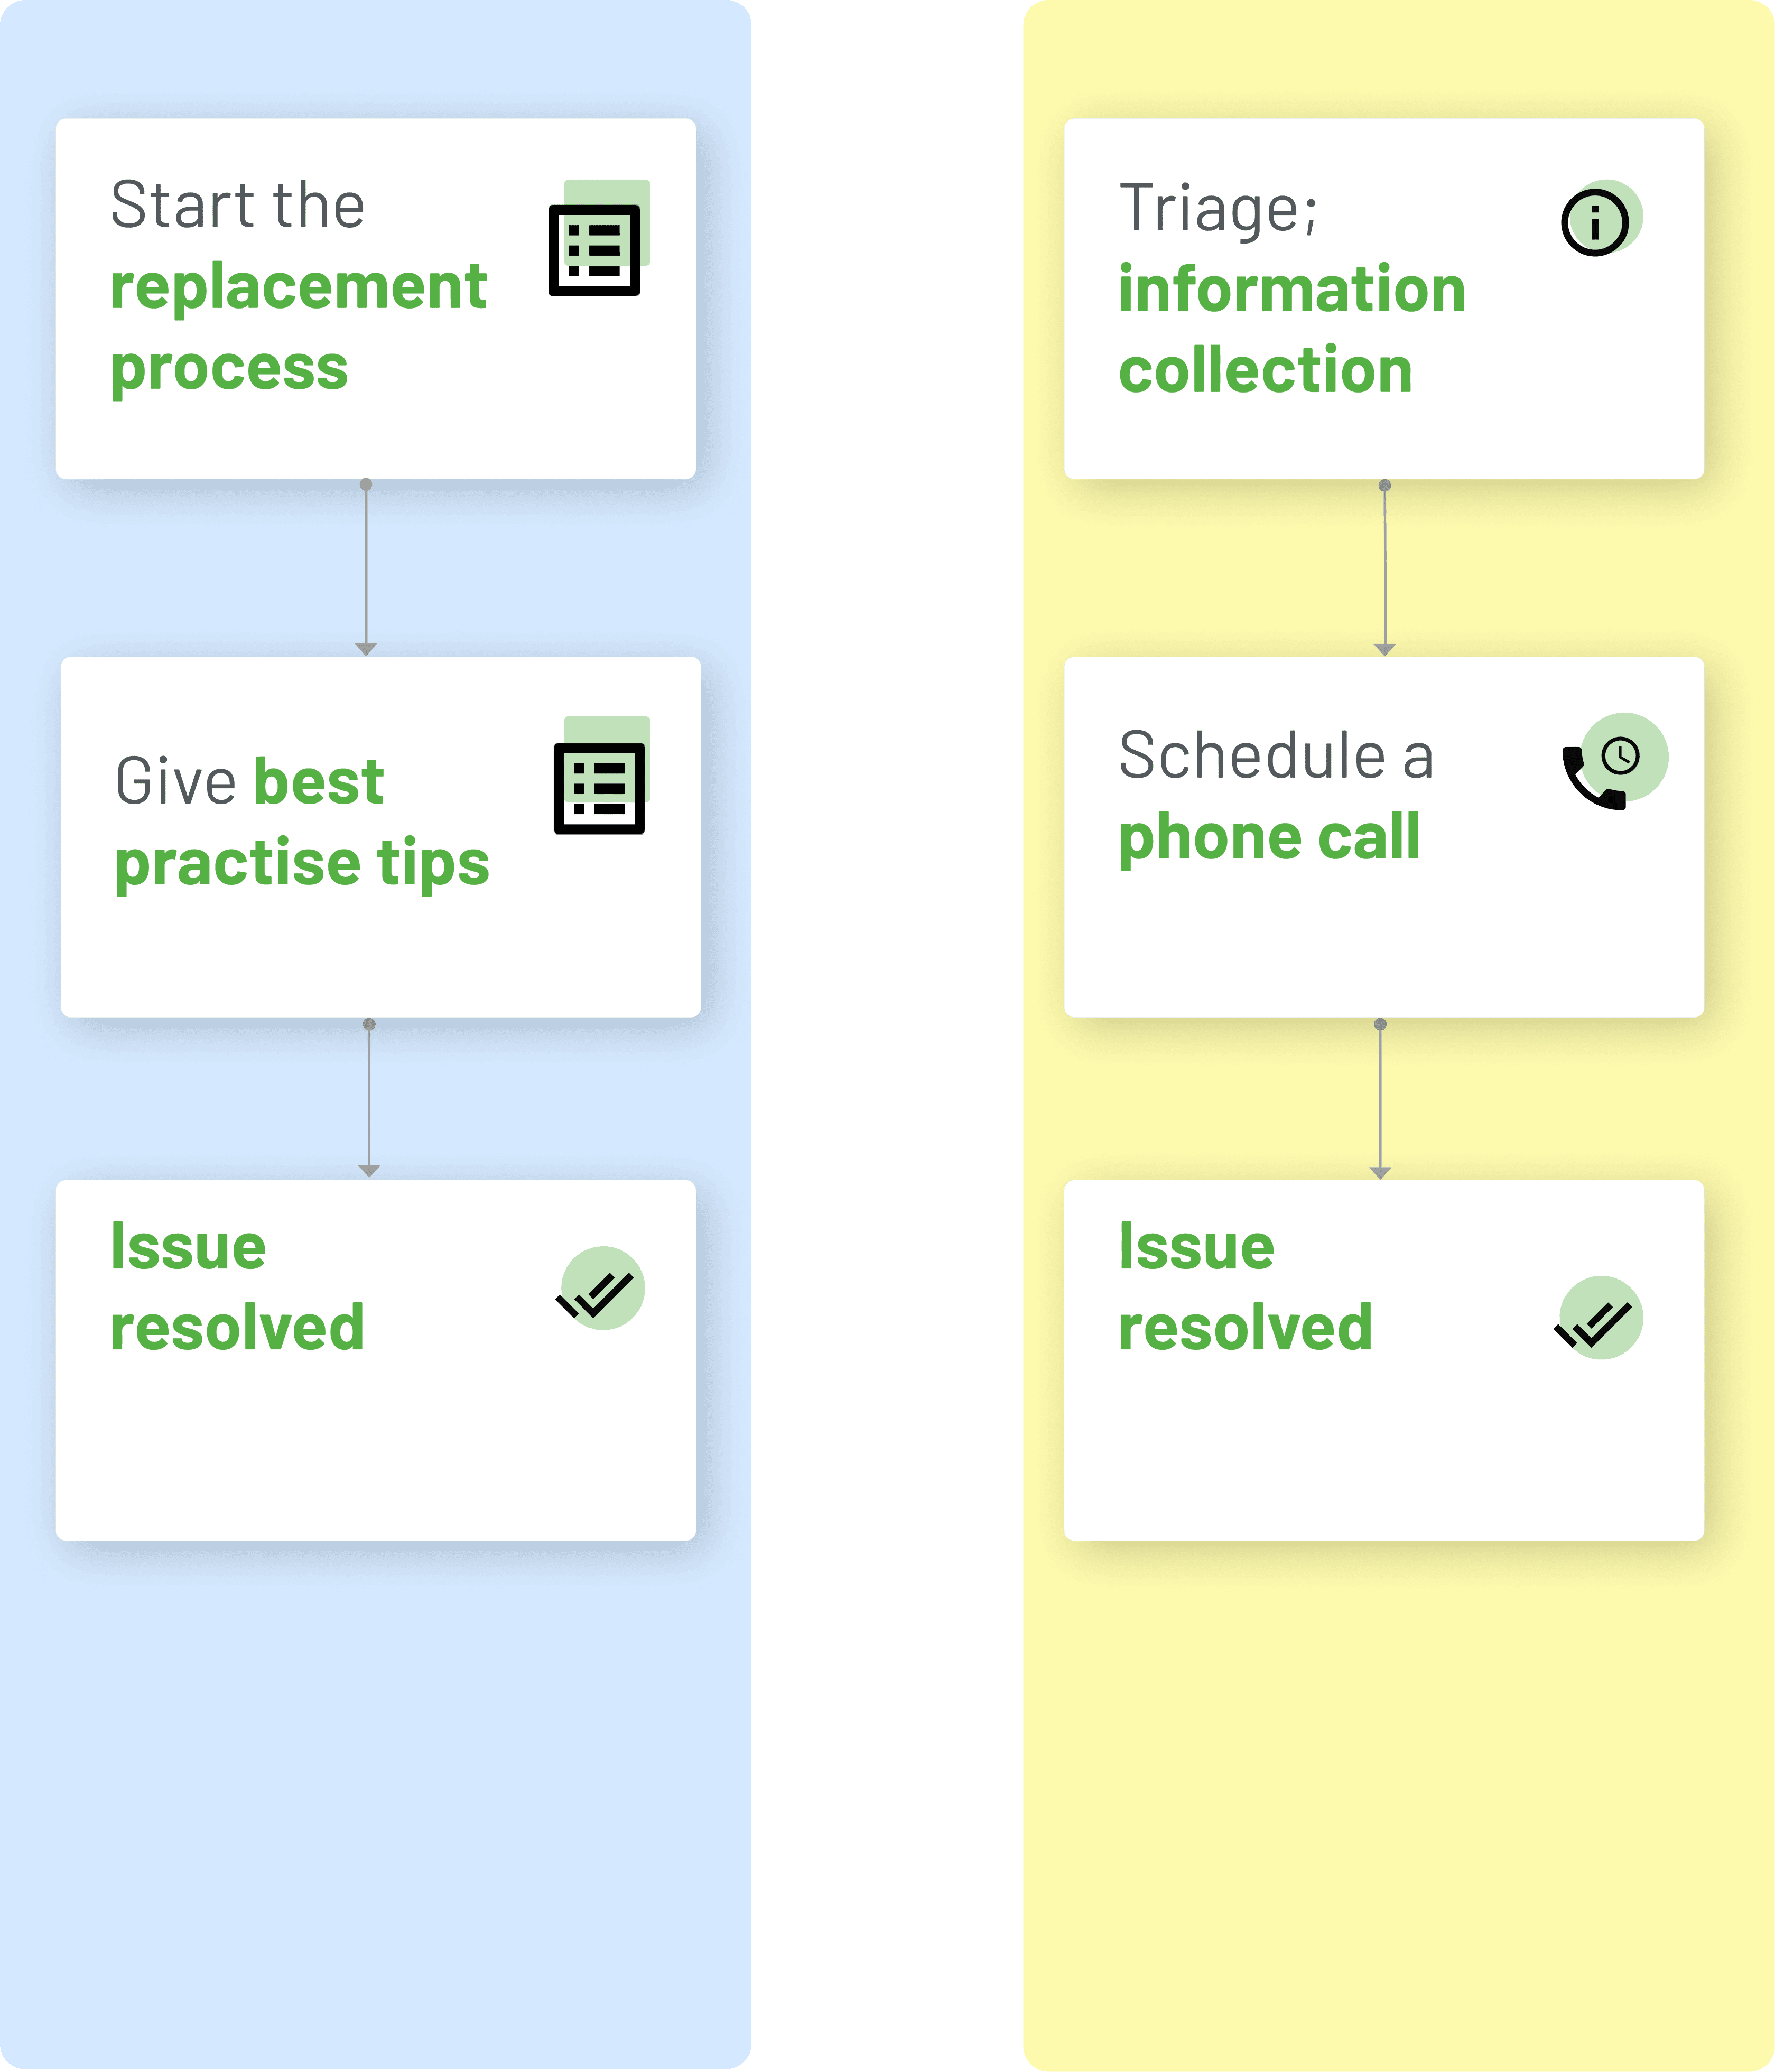 Start the
replacement
process
Give best
practise tips
Issue
resolved
Triage;
information
collection
Schedule a
phone call
Issue
resolved